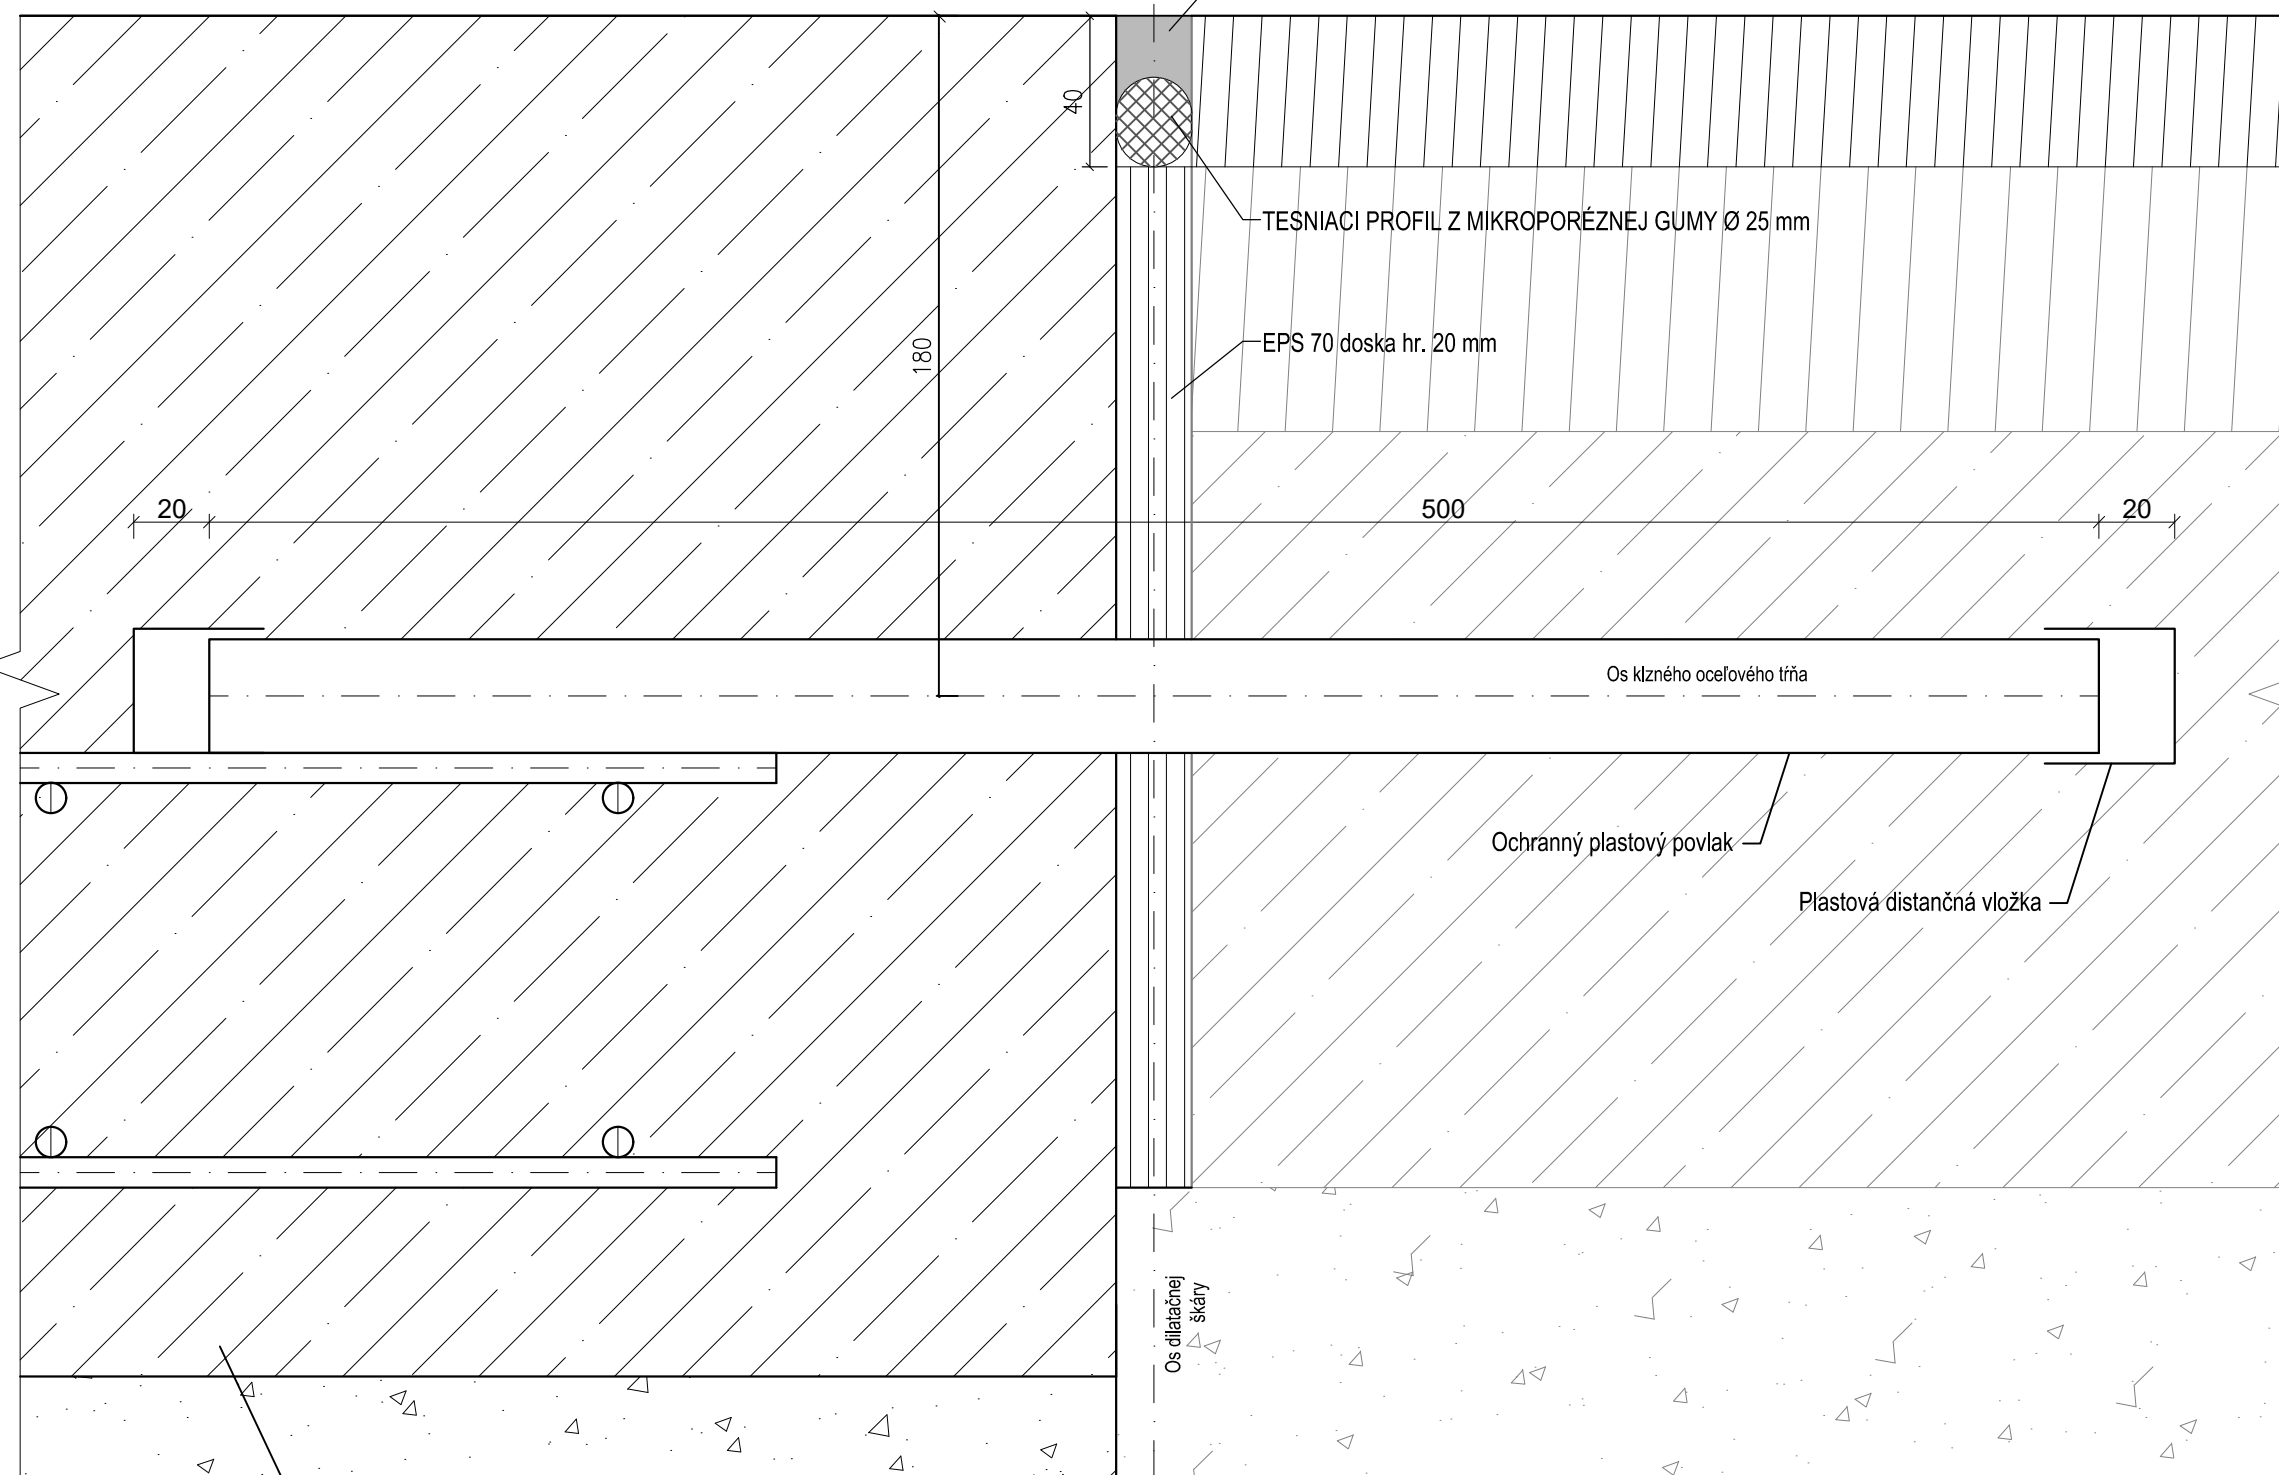 40
TESNIACI PROFIL Z MIKROPORÉZNEJ GUMY Ø 25 mm
180
EPS 70 doska hr. 20 mm
20
500
20
Os klzného oceľového tŕňa
Ochranný plastový povlak
Plastová distančná vložka
Os dilatačnej
škáry